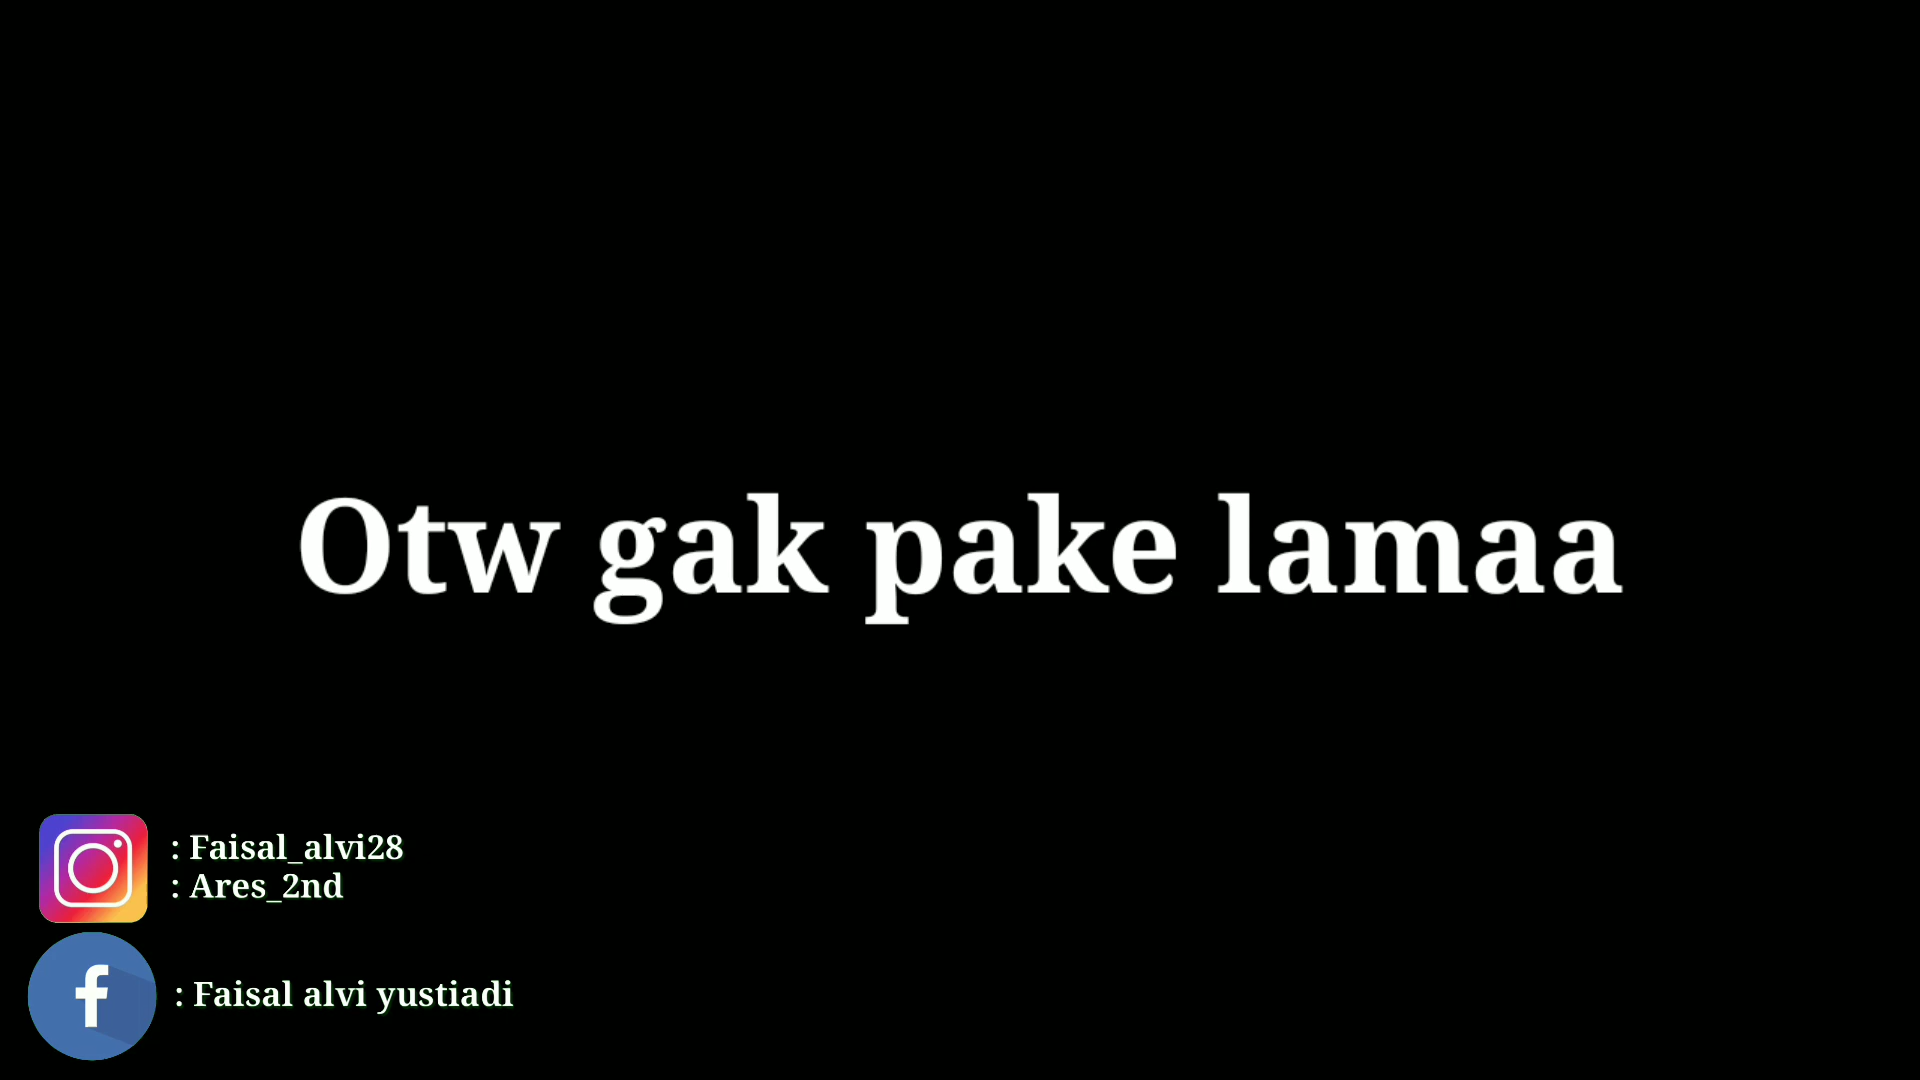 Otw gak pake lamaa
: Faisal_alvi28
: Ares_2nd
: Faisal alvi yustiadi